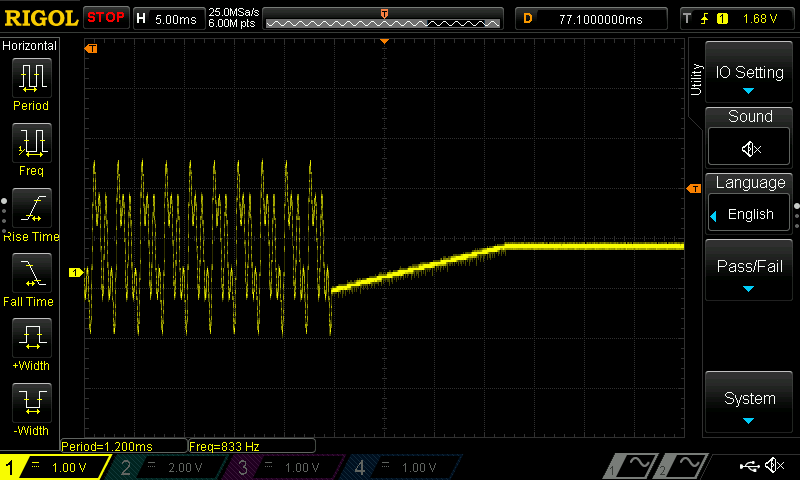 RIGOL STOP H 5.00ms 25.0MSa/s 6.00M pts D 77.1000000ms T 1 1.68 V
Horizontal
Period
Freq
Rise Time
Fall Time
+Width
-Width
T
T
T
1
Utility
IO Setting
Sound
Language
English
Pass/Fail
System
Period=1.200ms Freq=833 Hz
1 1.00 V 2 2.00 V 3 1.00 V 4 1.00 V 1 2